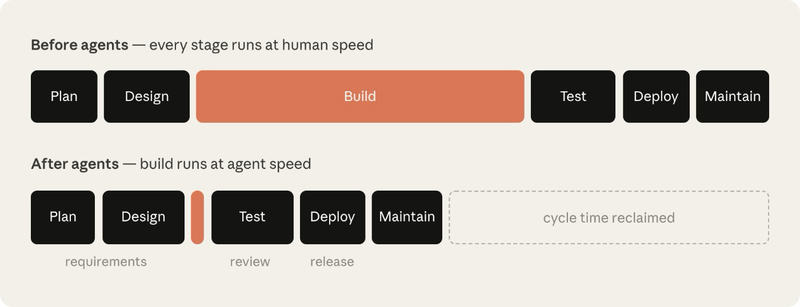 Before agents — every stage runs at human speed
Plan Design Build Test Deploy Maintain
After agents — build runs at agent speed
Plan Design Test Deploy Maintain cycle time reclaimed
requirements review release